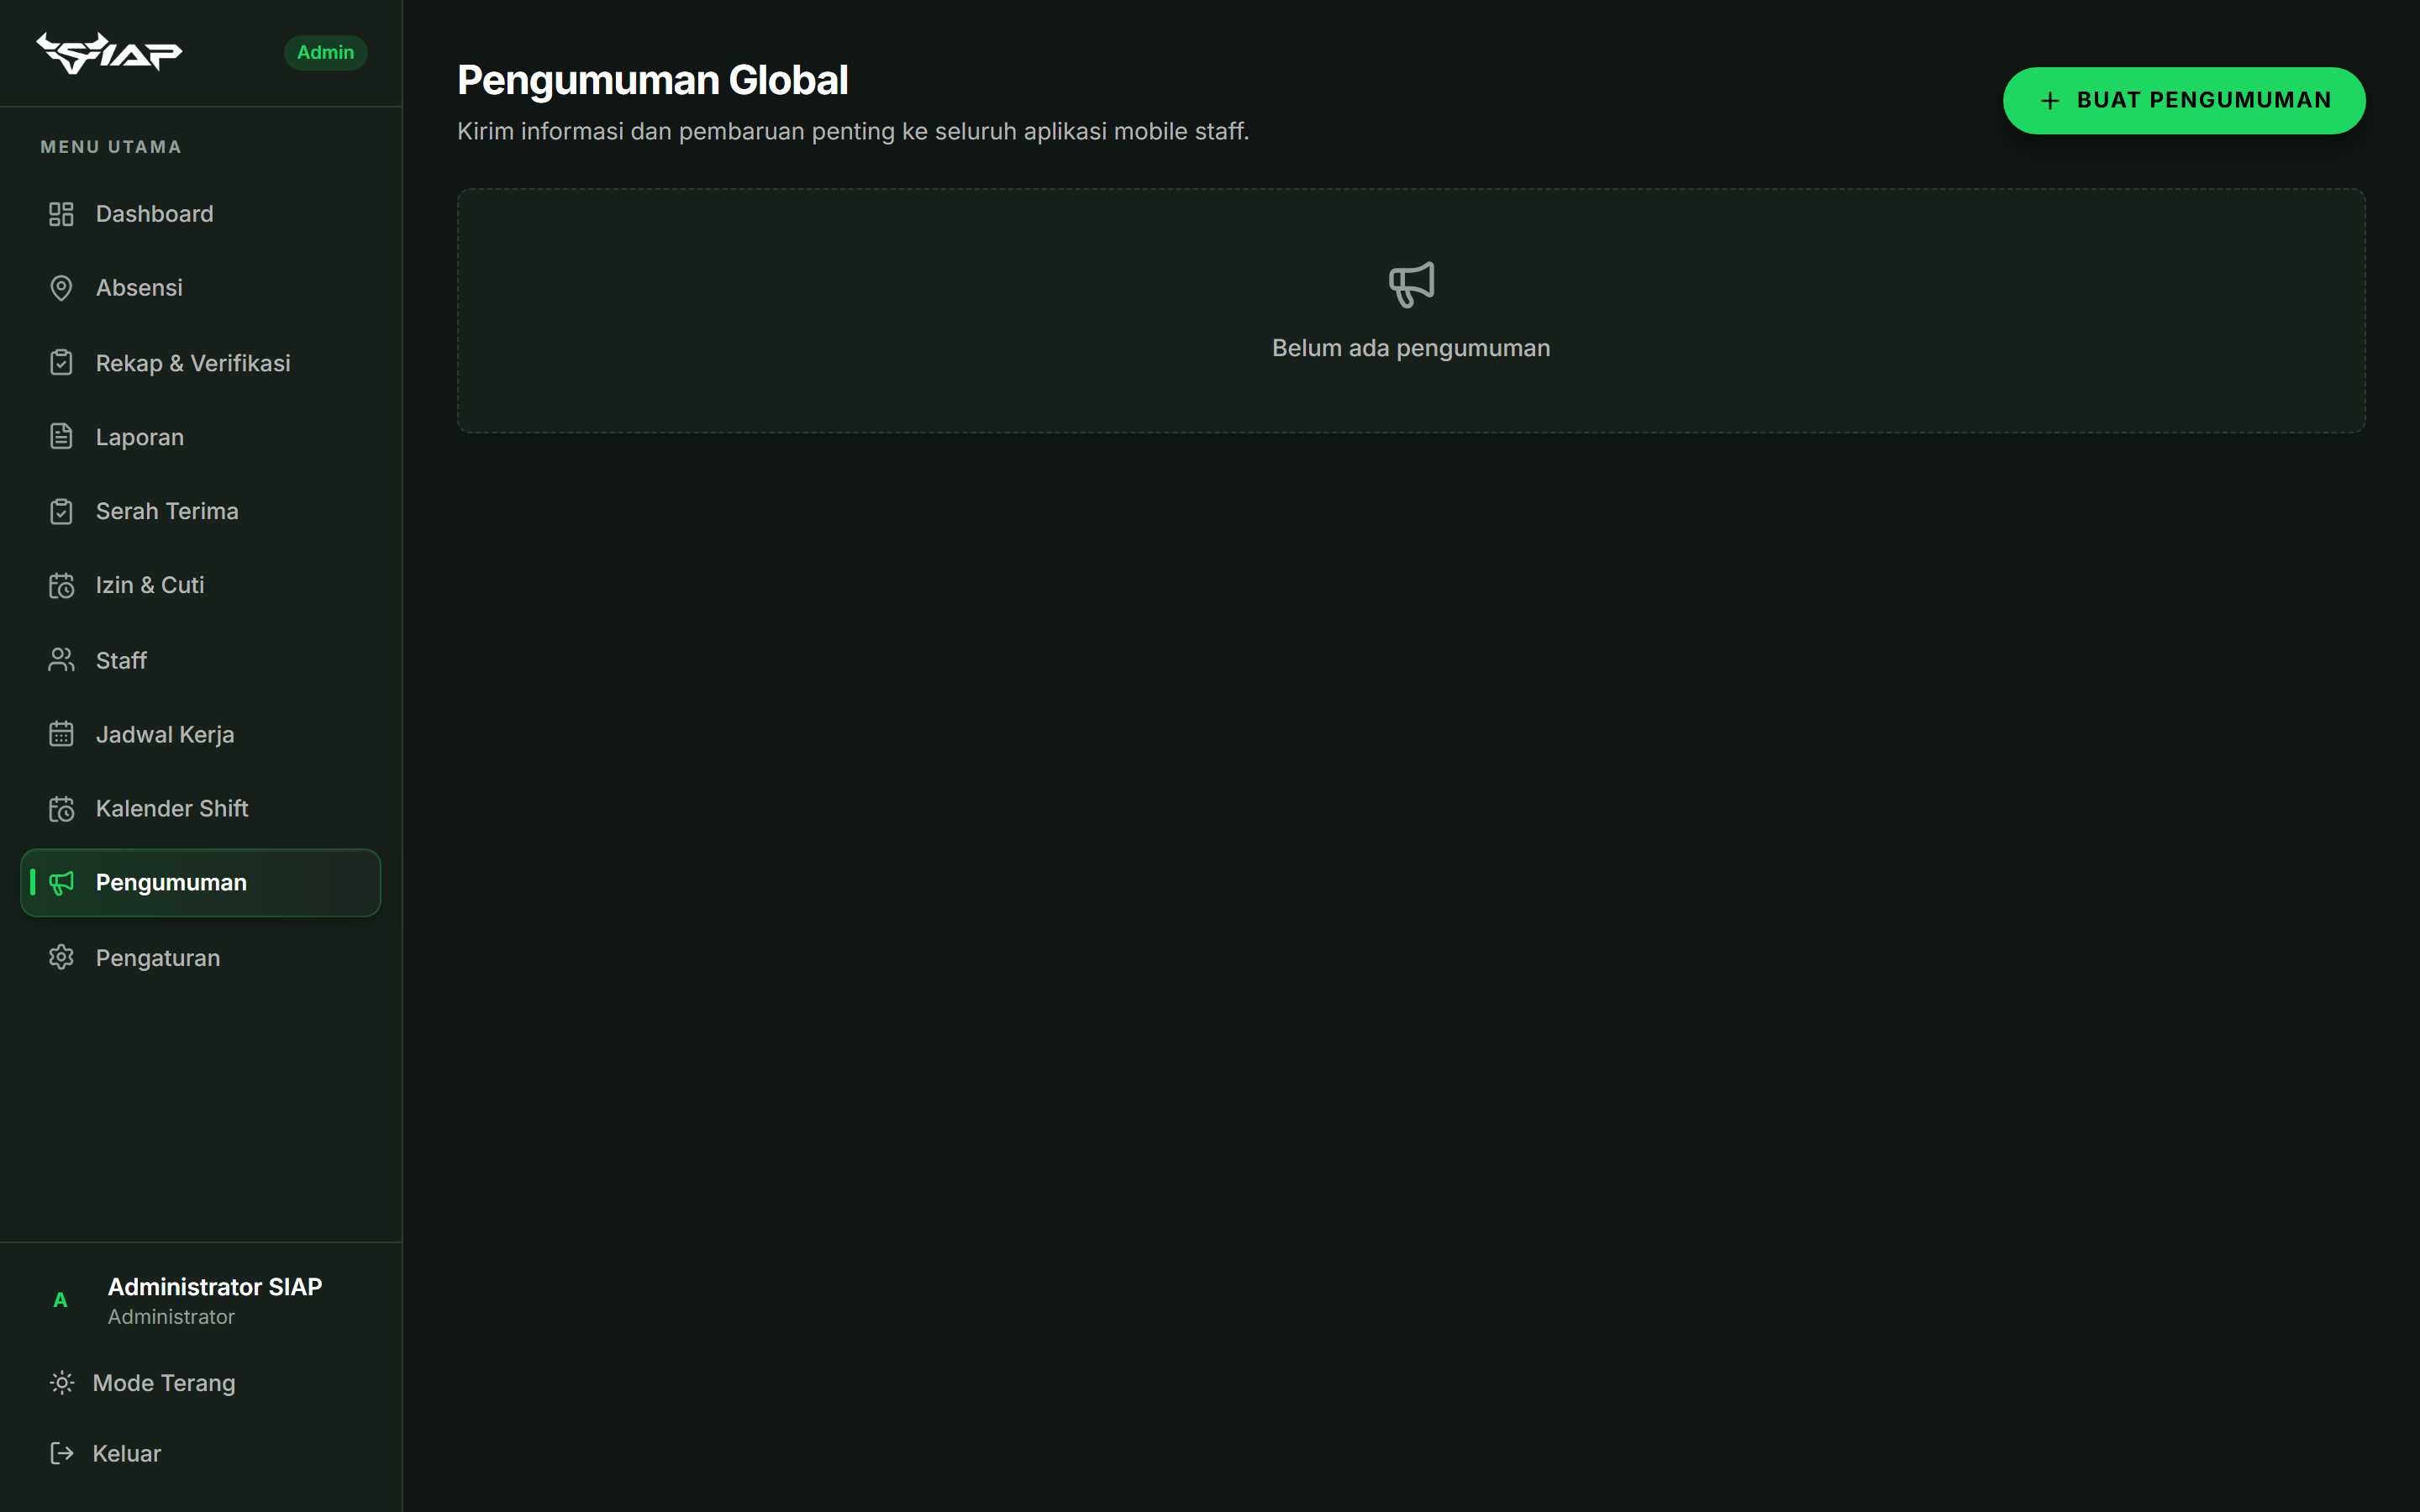 SIAP
Admin
MENU UTAMA
Dashboard
Absensi
Rekap & Verifikasi
Laporan
Serah Terima
Izin & Cuti
Staff
Jadwal Kerja
Kalender Shift
Pengumuman
Pengaturan
A
Administrator SIAP
Administrator
Mode Terang
Keluar
Pengumuman Global
Kirim informasi dan pembaruan penting ke seluruh aplikasi mobile staff.
BUAT PENGUMUMAN
Belum ada pengumuman